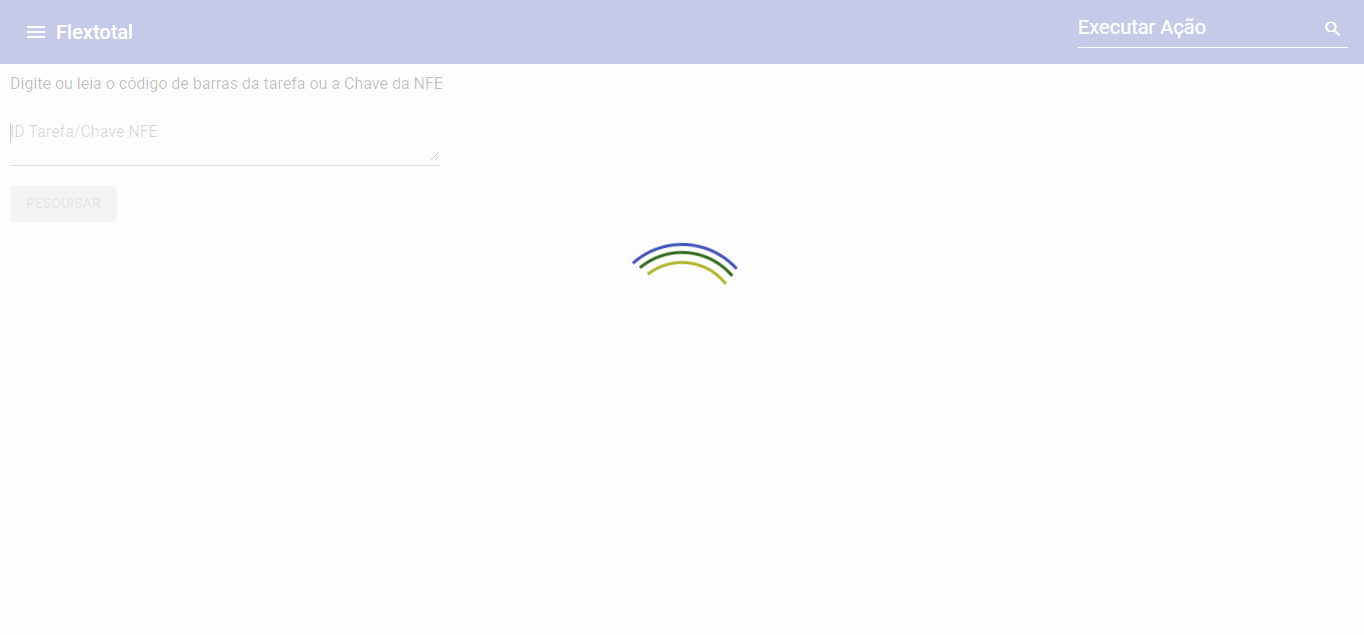 Flextotal
Executar Ação
Digite ou leia o código de barras da tarefa ou a Chave da NFE
ID Tarefa/Chave NFE
PESQUISAR